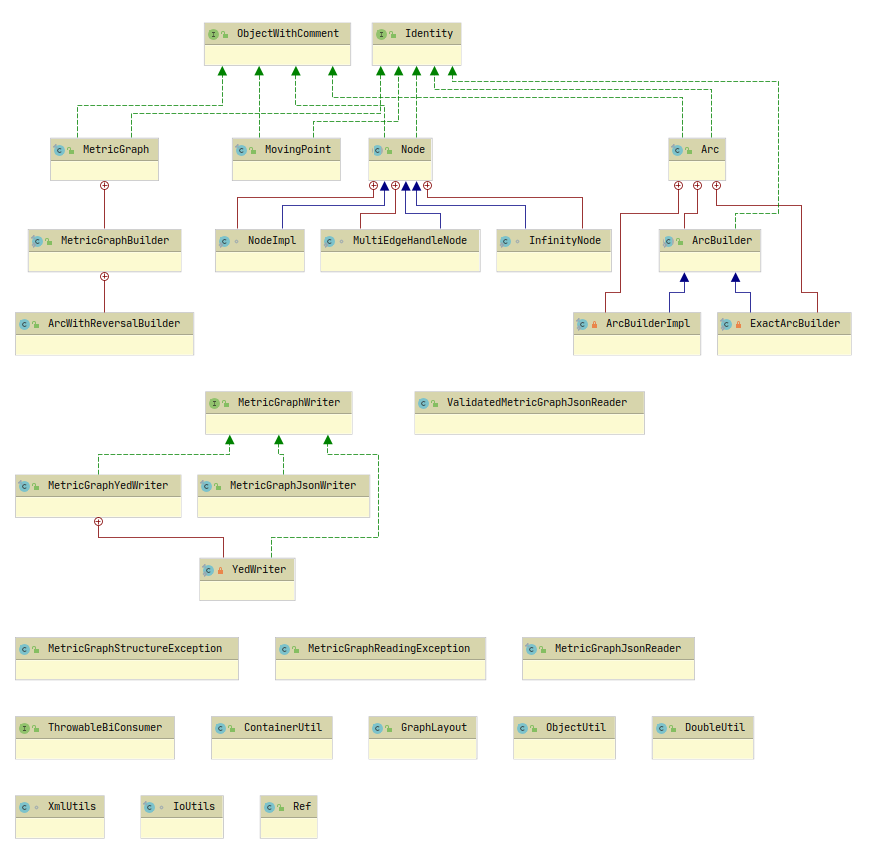 ObjectWithComment
Identity
MetricGraph
MovingPoint
Node
Arc
MetricGraphBuilder
NodeImpl
MultiEdgeHandleNode
InfinityNode
ArcBuilder
ArcWithReversalBuilder
ArcBuilderImpl
ExactArcBuilder
MetricGraphWriter
ValidatedMetricGraphJsonReader
MetricGraphYedWriter
MetricGraphJsonWriter
YedWriter
MetricGraphStructureException
MetricGraphReadingException
MetricGraphJsonReader
ThrowableBiConsumer
ContainerUtil
GraphLayout
ObjectUtil
DoubleUtil
XmlUtils
IoUtils
Ref